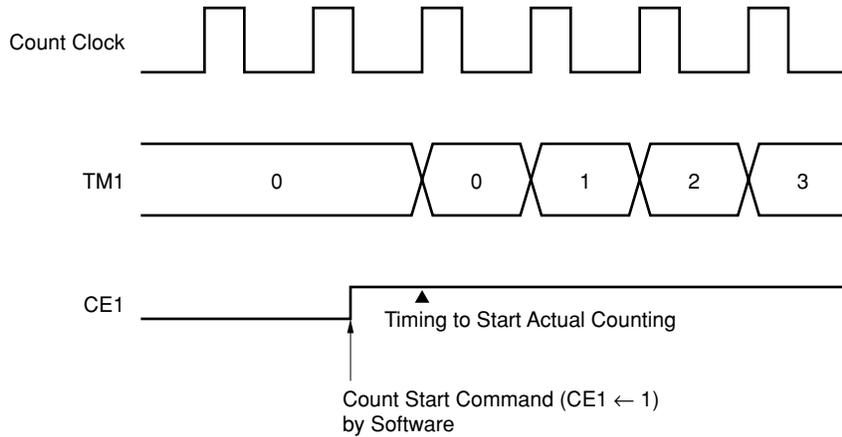 Count Clock
TM1
0
0
1
2
3
CE1
Timing to Start Actual Counting
Count Start Command (CE1 ← 1)
by Software